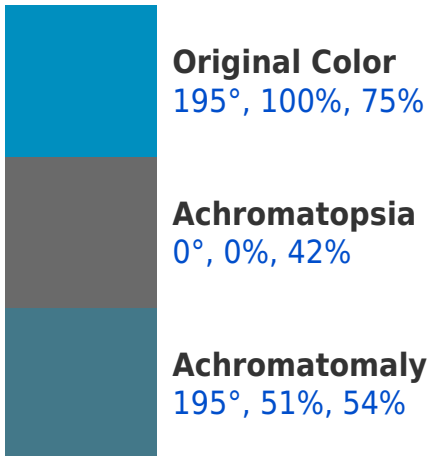 Original Color
195°, 100%, 75%
Achromatopsia
0°, 0%, 42%
Achromatomaly
195°, 51%, 54%